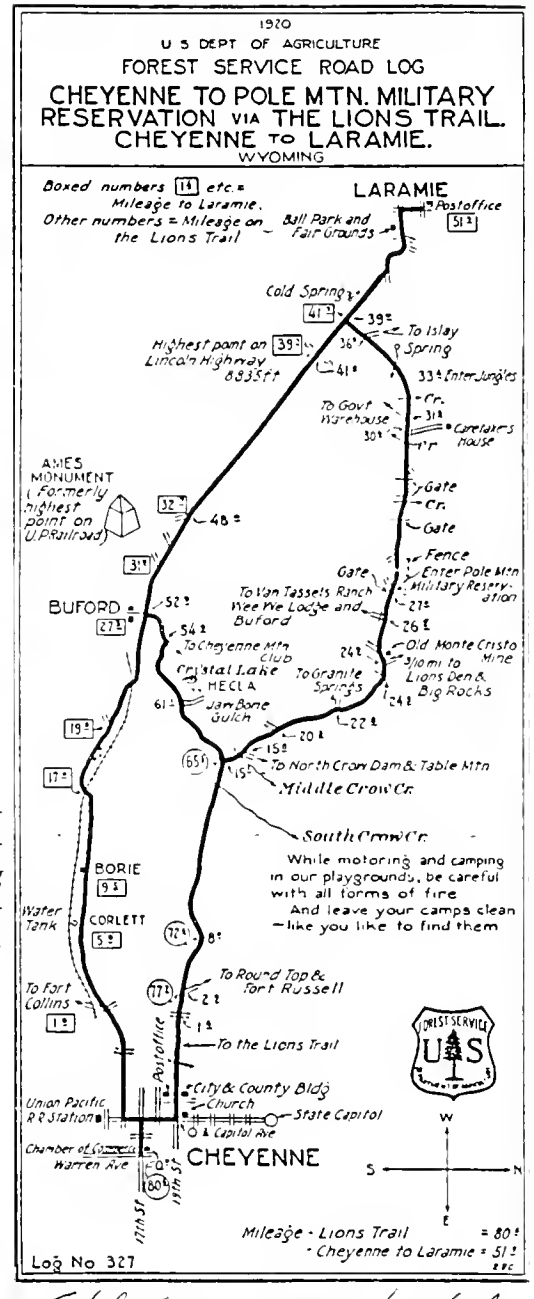 1920
U S DEPT OF AGRICULTURE
FOREST SERVICE ROAD LOG
CHEYENNE TO POLE MTN. MILITARY
RESERVATION VIA THE LIONS TRAIL.
CHEYENNE TO LARAMIE.
WYOMING
Boxed numbers etc. =
Mileage to Laramie.
Other numbers = Mileage on
the Lions Trail
LARAMIE
Postoffice
Ball Park and
Fair Grounds
Cold Spring
Highest point on
Lincoln Highway
8835ft
To Islay
Spring
Enter Jungles
Cr.
To Govt
Warehouse
Caretakers
House
Cr.
AMES
MONUMENT
(Formerly
highest
point on
U.P. Railroad)
Gate
Cr.
Gate
Fence
Gate
Enter Pole Mtn
Military Reserv-
ation
To Van Tassels Ranch
Wee We Lodge and
Buford
BUFORD
To Cheyenne Mtn
Club
Crystal Lake
HECLA
Jaw Bone
Gulch
Old Monte Cristo
Mine
3/10 mi to
Lions Den &
Big Rocks
To Granite
Springs
To North Crow Dam & Table Mtn
Middle Crow Cr.
South Crow Cr.
While motoring and camping
in our playgrounds, be careful
with all forms of fire
And leave your camps clean
—like you like to find them
BORIE
Water
Tank
CORLETT
To Fort
Collins
To Round Top &
Fort Russell
To the Lions Trail
Postoffice
City & County Bldg
Church
Union Pacific
R R Station
State Capitol
& Capitol Ave
Chamber of Commerce
Warren Ave
CHEYENNE
17th St
19th St
FOREST SERVICE
U S
DEPARTMENT OF AGRICULTURE
W
S N
E
Mileage - Lions Trail = 80
- Cheyenne to Laramie = 51
Log No 327